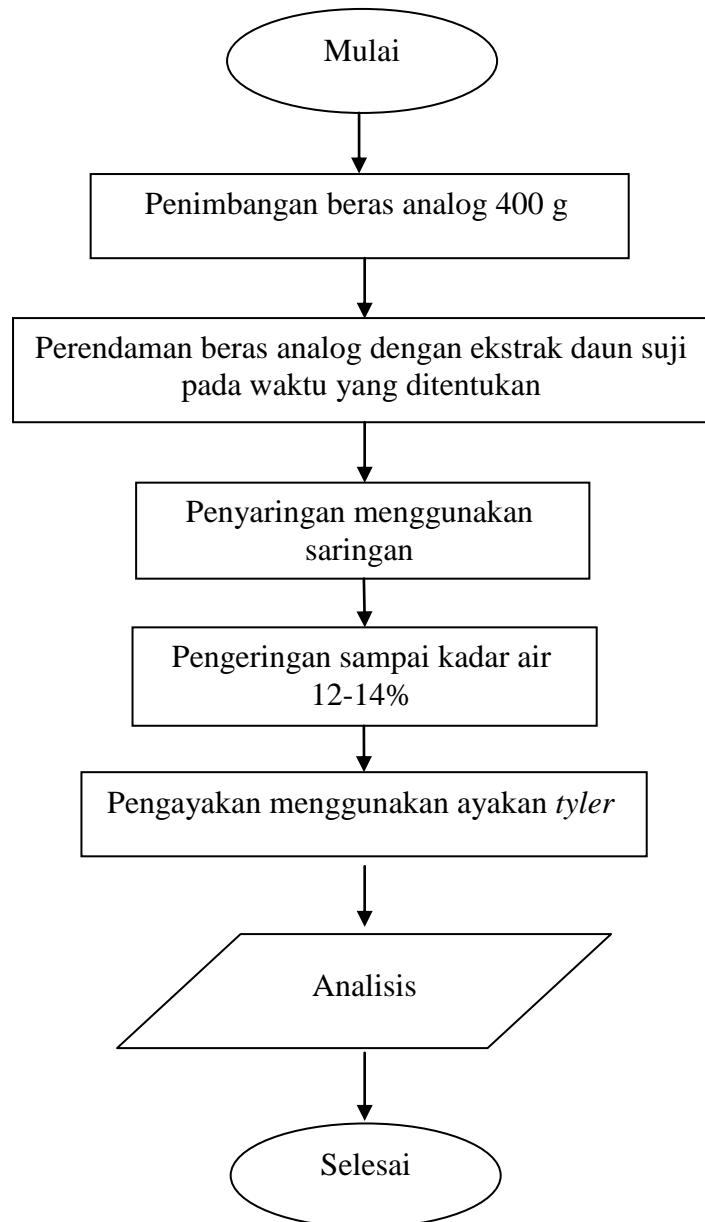 Mulai
Penimbangan beras analog 400 g
Perendaman beras analog dengan ekstrak daun suji
pada waktu yang ditentukan
Penyaringan menggunakan
saringan
Pengeringan sampai kadar air
12-14%
Pengayakan menggunakan ayakan tyler
Analisis
Selesai